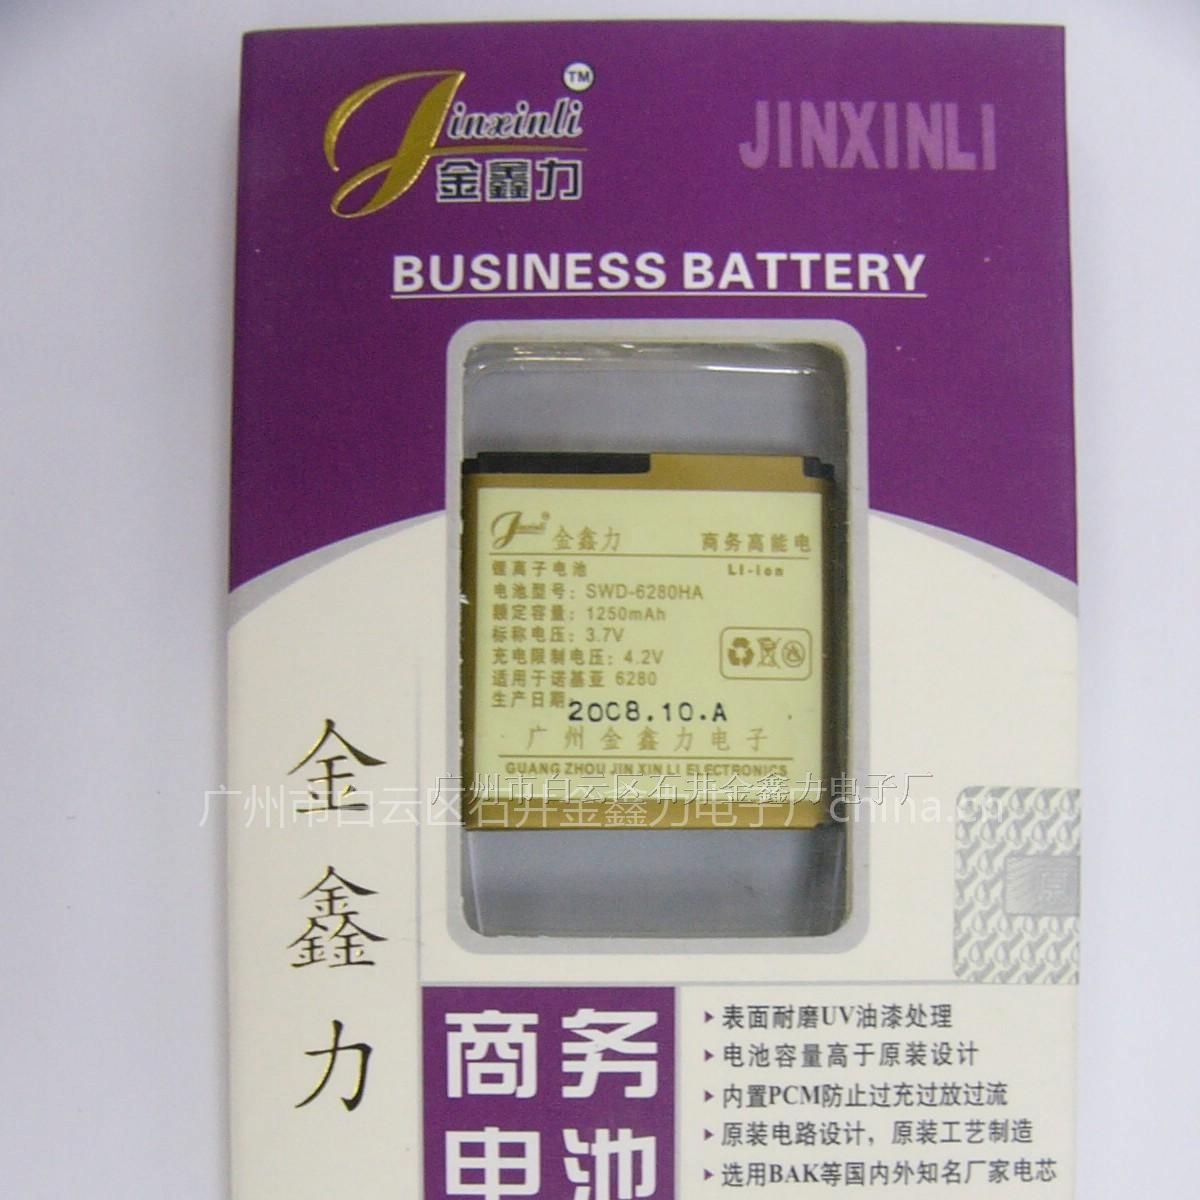 Jinxinli TM
金鑫力
JINXINLI
BUSINESS BATTERY
Jinxinli
金鑫力 商务高能电
锂离子电池 LI-ion
电池型号：SWD-6280HA
额定容量：1250mAh
标称电压：3.7V
充电限制电压：4.2V
适用于诺基亚 6280
生产日期：
2008.10.A
广州金鑫力电子
GUANG ZHOU JIN XIN LI ELECTRONICS
广州市白云区石井金鑫力电子厂
广州市白云区石井金鑫力电子厂china.cn
金鑫力
商务
电池
表面耐磨UV油漆处理
电池容量高于原装设计
内置PCM防止过充过放过流
原装电路设计，原装工艺制造
选用BAK等国内外知名厂家电芯